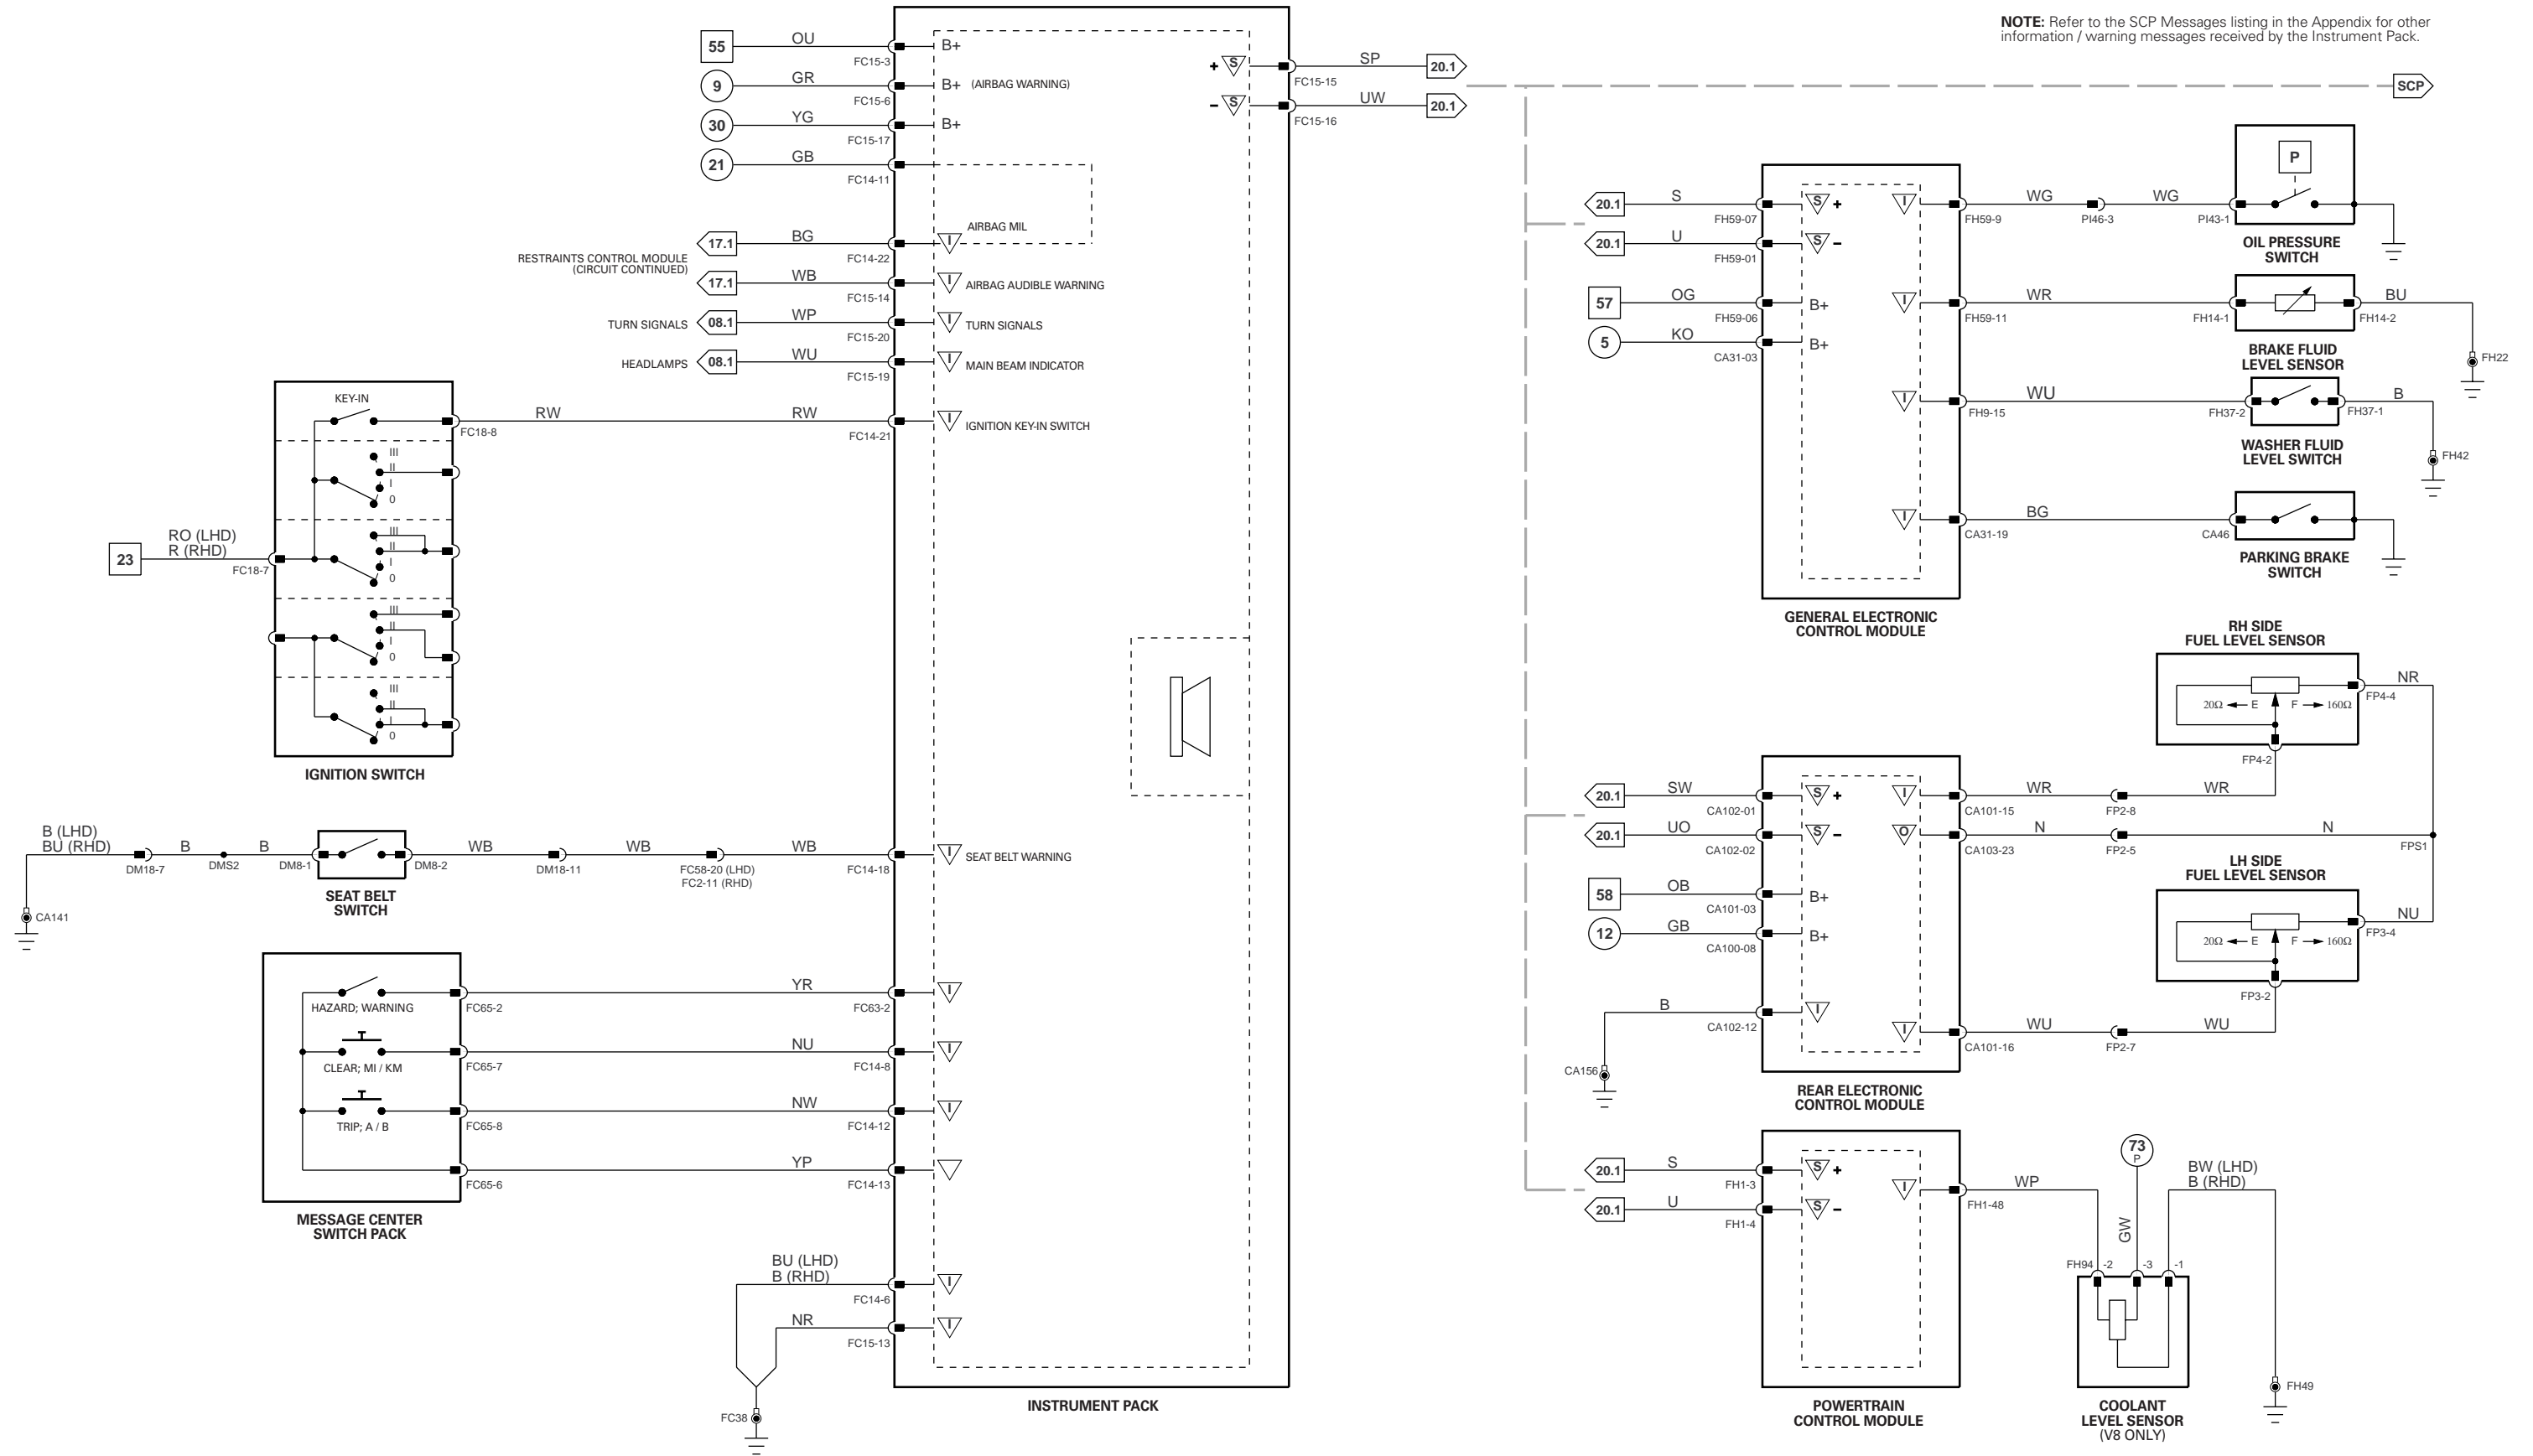 NOTE: Refer to the SCP Messages listing in the Appendix for other
information / warning messages received by the Instrument Pack.
55
OU
FC15-3
B+
9
GR
FC15-6
B+ (AIRBAG WARNING)
30
YG
FC15-17
B+
21
GB
FC14-11
AIRBAG MIL
17.1
BG
FC14-22
I
RESTRAINTS CONTROL MODULE
(CIRCUIT CONTINUED)
17.1
WB
FC15-14
I
AIRBAG AUDIBLE WARNING
TURN SIGNALS
08.1
WP
FC15-20
I
TURN SIGNALS
HEADLAMPS
08.1
WU
FC15-19
I
MAIN BEAM INDICATOR
KEY-IN
FC18-8
RW
RW
FC14-21
I
IGNITION KEY-IN SWITCH
III
II
I
0
23
RO (LHD)
R (RHD)
FC18-7
III
II
I
0
III
II
I
0
III
II
I
0
IGNITION SWITCH
B (LHD)
BU (RHD)
CA141
DM18-7
B
DMS2
B
DM8-1
DM8-2
SEAT BELT
SWITCH
WB
DM18-11
WB
FC58-20 (LHD)
FC2-11 (RHD)
WB
FC14-18
I
SEAT BELT WARNING
HAZARD; WARNING
FC65-2
YR
FC63-2
I
CLEAR; MI / KM
FC65-7
NU
FC14-8
I
TRIP; A / B
FC65-8
NW
FC14-12
I
FC65-6
YP
FC14-13
MESSAGE CENTER
SWITCH PACK
BU (LHD)
B (RHD)
FC14-6
I
NR
FC15-13
I
FC38
INSTRUMENT PACK
+ S
FC15-15
SP
20.1
– S
FC15-16
UW
20.1
SCP
20.1
S
FH59-07
S +
20.1
U
FH59-01
S –
57
OG
FH59-06
B+
5
KO
CA31-03
B+
I
FH59-9
WG
PI46-3
WG
PI43-1
P
OIL PRESSURE
SWITCH
I
FH59-11
WR
FH14-1
FH14-2
BU
FH22
BRAKE FLUID
LEVEL SENSOR
I
FH9-15
WU
FH37-2
FH37-1
B
FH42
WASHER FLUID
LEVEL SWITCH
I
CA31-19
BG
CA46
PARKING BRAKE
SWITCH
GENERAL ELECTRONIC
CONTROL MODULE
RH SIDE
FUEL LEVEL SENSOR
20Ω E F 160Ω
FP4-4
NR
FP4-2
20.1
SW
CA102-01
S +
20.1
UO
CA102-02
S –
58
OB
CA101-03
B+
12
GB
CA100-08
B+
B
CA102-12
I
CA156
I
CA101-15
WR
FP2-8
WR
O
CA103-23
N
FP2-5
N
FPS1
LH SIDE
FUEL LEVEL SENSOR
20Ω E F 160Ω
FP3-4
NU
FP3-2
I
CA101-16
WU
FP2-7
WU
REAR ELECTRONIC
CONTROL MODULE
20.1
S
FH1-3
S +
20.1
U
FH1-4
S –
I
FH1-48
WP
73
P
GW
BW (LHD)
B (RHD)
FH94 -2 -3 -1
FH49
POWERTRAIN
CONTROL MODULE
COOLANT
LEVEL SENSOR
(V8 ONLY)